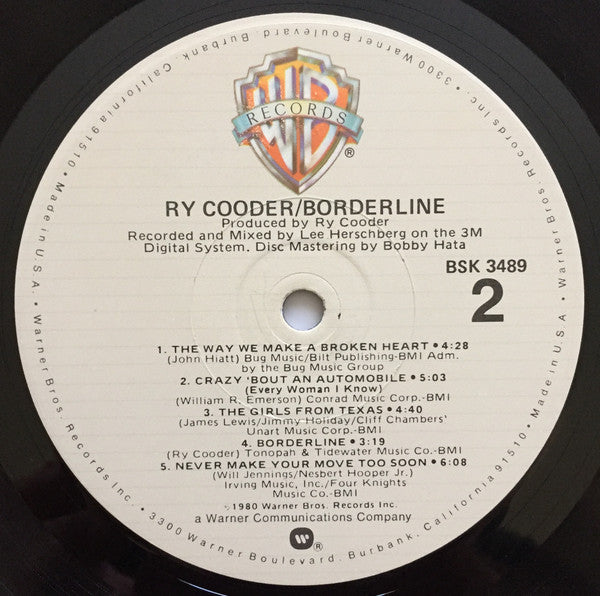 WB
RECORDS
®
RY COODER/BORDERLINE
Produced by Ry Cooder
Recorded and Mixed by Lee Herschberg on the 3M
Digital System. Disc Mastering by Bobby Hata
BSK 3489
2
1. THE WAY WE MAKE A BROKEN HEART • 4:28
(John Hiatt) Bug Music/Bilt Publishing-BMI Adm.
by the Bug Music Group
2. CRAZY 'BOUT AN AUTOMOBILE • 5:03
(Every Woman I Know)
(William R. Emerson) Conrad Music Corp.-BMI
3. THE GIRLS FROM TEXAS • 4:40
(James Lewis/Jimmy Holiday/Cliff Chambers'
Unart Music Corp.-BMI
4. BORDERLINE • 3:19
(Ry Cooder) Tonopah & Tidewater Music Co.-BMI
5. NEVER MAKE YOUR MOVE TOO SOON • 6:08
(Will Jennings/Nesbert Hooper Jr.)
Irving Music, Inc./Four Knights
Music Co.-BMI
©1980 Warner Bros. Records Inc.
a Warner Communications Company
W ®
Warner Bros. Records Inc. • 3300 Warner Boulevard, Burbank, California 91510 • Made in U.S.A. •
Warner Bros. Records Inc. • 3300 Warner Boulevard, Burbank, California 91510 • Made in U.S.A •